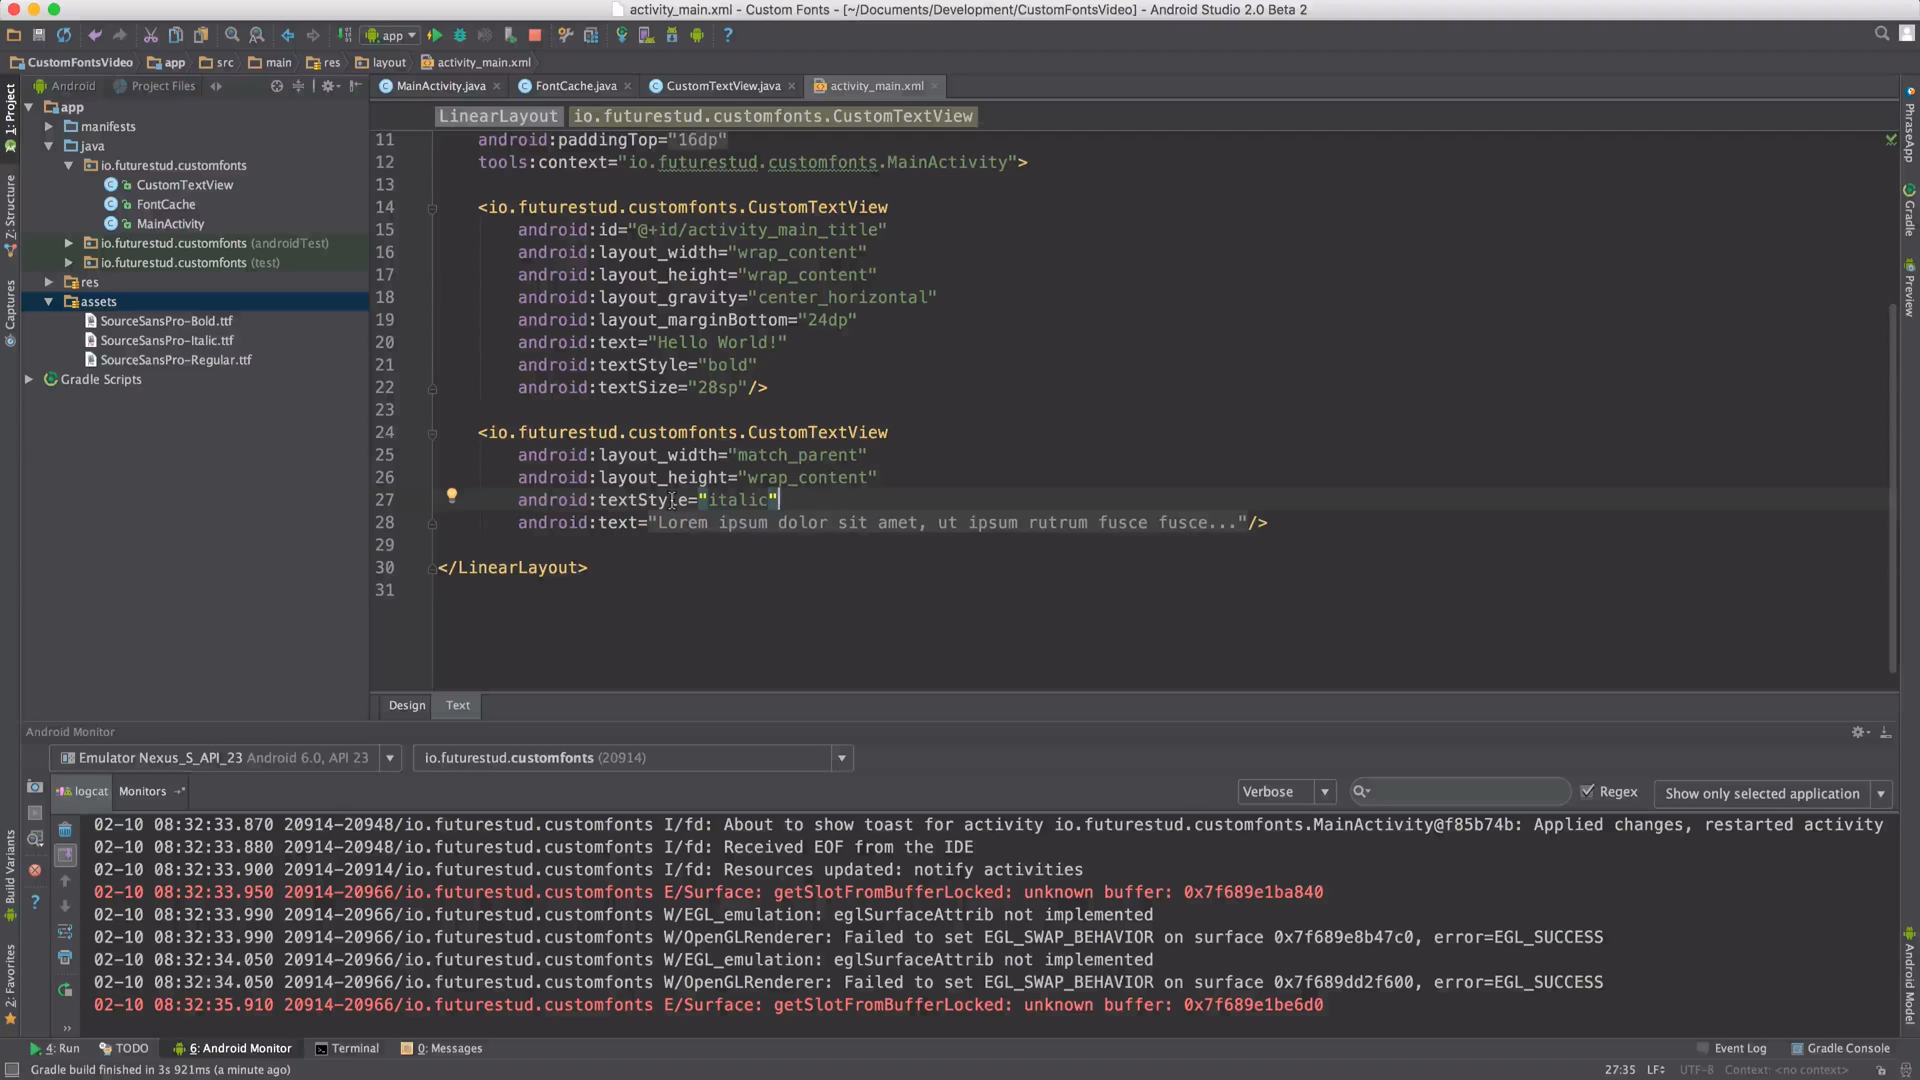 activity_main.xml - Custom Fonts - [~/Documents/Development/CustomFontsVideo] - Android Studio 2.0 Beta 2
app
CustomFontsVideo app src main res layout activity_main.xml
Android Project Files
MainActivity.java FontCache.java CustomTextView.java activity_main.xml
LinearLayout io.futurestud.customfonts.CustomTextView
1: Project
Z: Structure
Captures
Build Variants
2: Favorites
app
manifests
java
io.futurestud.customfonts
CustomTextView
FontCache
MainActivity
io.futurestud.customfonts (androidTest)
io.futurestud.customfonts (test)
res
assets
SourceSansPro-Bold.ttf
SourceSansPro-Italic.ttf
SourceSansPro-Regular.ttf
Gradle Scripts
11 android:paddingTop="16dp"
12 tools:context="io.futurestud.customfonts.MainActivity">
13
14 <io.futurestud.customfonts.CustomTextView
15 android:id="@+id/activity_main_title"
16 android:layout_width="wrap_content"
17 android:layout_height="wrap_content"
18 android:layout_gravity="center_horizontal"
19 android:layout_marginBottom="24dp"
20 android:text="Hello World!"
21 android:textStyle="bold"
22 android:textSize="28sp"/>
23
24 <io.futurestud.customfonts.CustomTextView
25 android:layout_width="match_parent"
26 android:layout_height="wrap_content"
27 android:textStyle="italic"
28 android:text="Lorem ipsum dolor sit amet, ut ipsum rutrum fusce fusce..."/>
29
30 </LinearLayout>
31
PhraseApp
Gradle
Preview
Android Model
Design Text
Android Monitor
Emulator Nexus_S_API_23 Android 6.0, API 23 io.futurestud.customfonts (20914)
logcat Monitors Verbose Regex Show only selected application
02-10 08:32:33.870 20914-20948/io.futurestud.customfonts I/fd: About to show toast for activity io.futurestud.customfonts.MainActivity@f85b74b: Applied changes, restarted activity
02-10 08:32:33.880 20914-20948/io.futurestud.customfonts I/fd: Received EOF from the IDE
02-10 08:32:33.900 20914-20914/io.futurestud.customfonts I/fd: Resources updated: notify activities
02-10 08:32:33.950 20914-20966/io.futurestud.customfonts E/Surface: getSlotFromBufferLocked: unknown buffer: 0x7f689e1ba840
02-10 08:32:33.990 20914-20966/io.futurestud.customfonts W/EGL_emulation: eglSurfaceAttrib not implemented
02-10 08:32:33.990 20914-20966/io.futurestud.customfonts W/OpenGLRenderer: Failed to set EGL_SWAP_BEHAVIOR on surface 0x7f689e8b47c0, error=EGL_SUCCESS
02-10 08:32:34.050 20914-20966/io.futurestud.customfonts W/EGL_emulation: eglSurfaceAttrib not implemented
02-10 08:32:34.050 20914-20966/io.futurestud.customfonts W/OpenGLRenderer: Failed to set EGL_SWAP_BEHAVIOR on surface 0x7f689dd2f600, error=EGL_SUCCESS
02-10 08:32:35.910 20914-20966/io.futurestud.customfonts E/Surface: getSlotFromBufferLocked: unknown buffer: 0x7f689e1be6d0
4: Run TODO 6: Android Monitor Terminal 0: Messages Event Log Gradle Console
Gradle build finished in 3s 921ms (a minute ago) 27:35 LF UTF-8 Context: <no context>